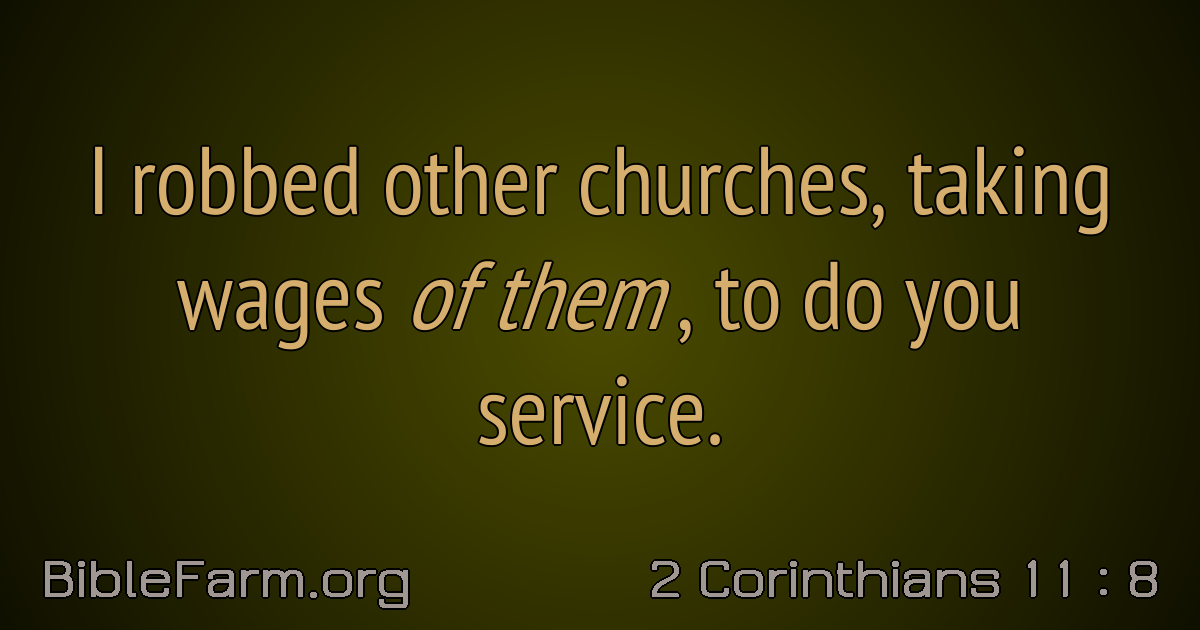 I robbed other churches, taking
wages of them, to do you
service.
BibleFarm.org
2 Corinthians 11 : 8